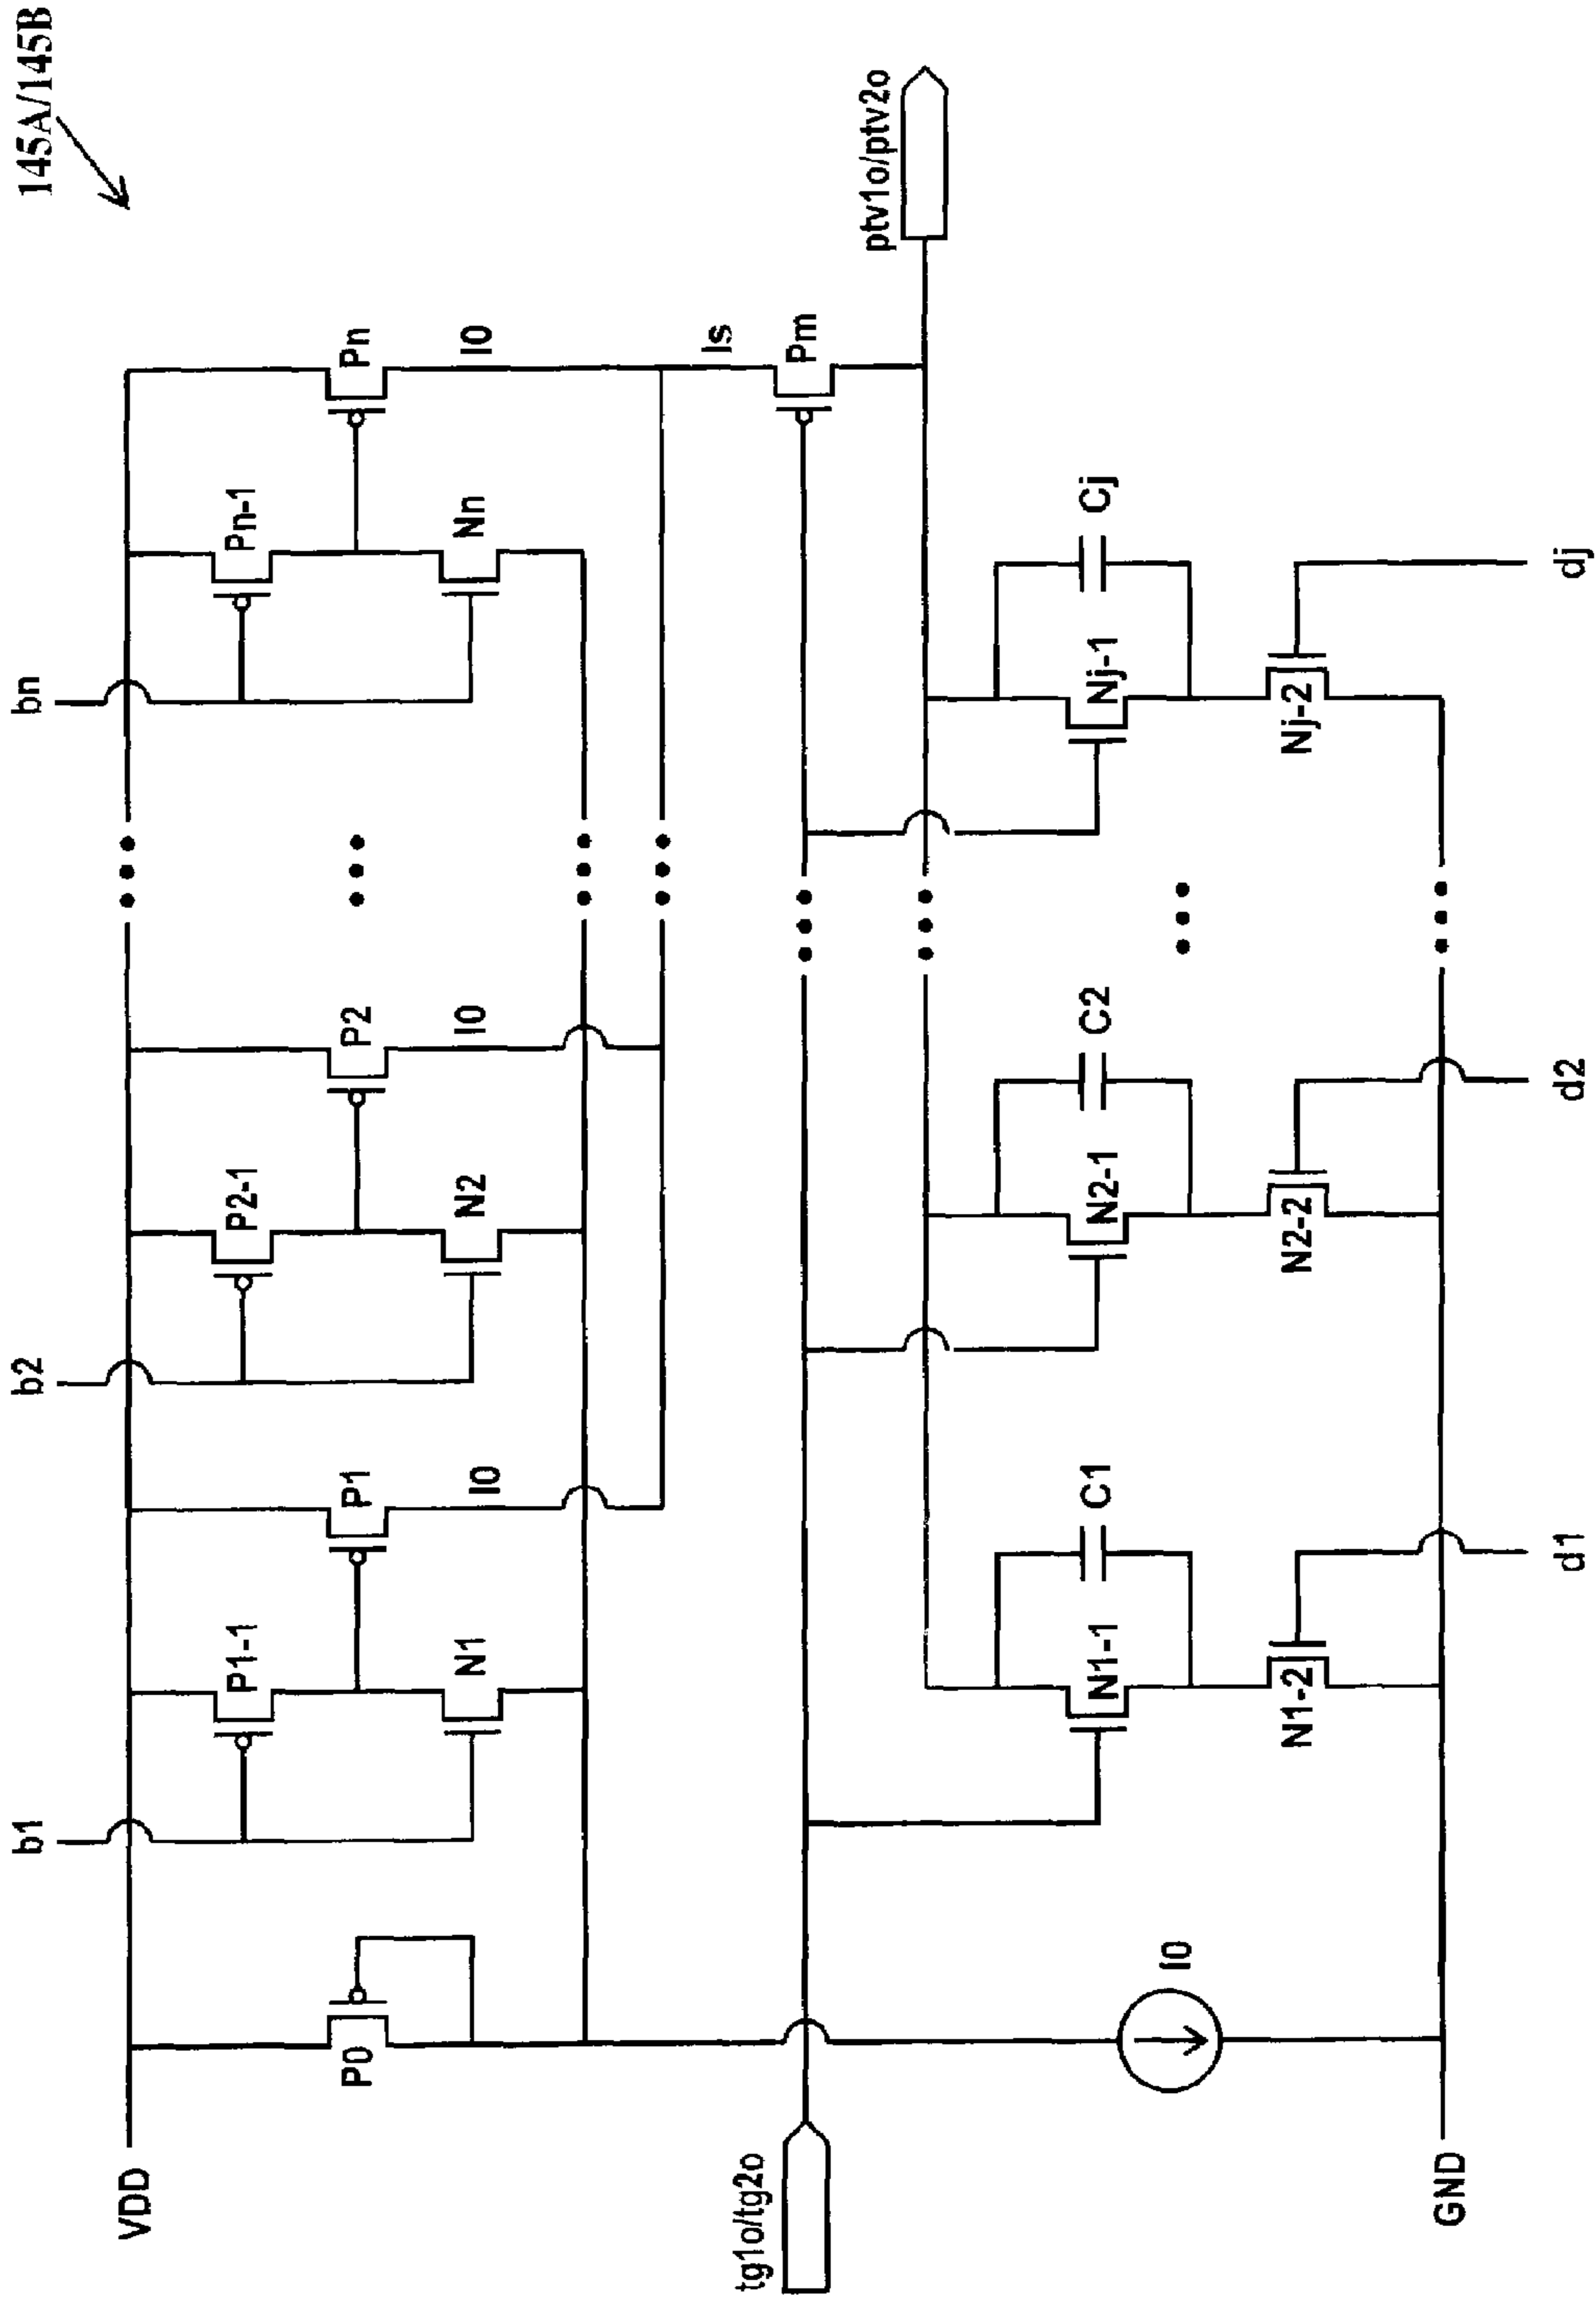 145A/145B
b1
b2
bn
VDD
P0
P1-1
P1
N1
I0
P2-1
P2
N2
I0
Pn-1
Pn
Nn
I0
Is
Pm
tg1o/tg2o
ptv1o/ptv2o
I0
N1-1
C1
N1-2
N2-1
C2
N2-2
Nj-1
Cj
Nj-2
GND
d1
d2
dj